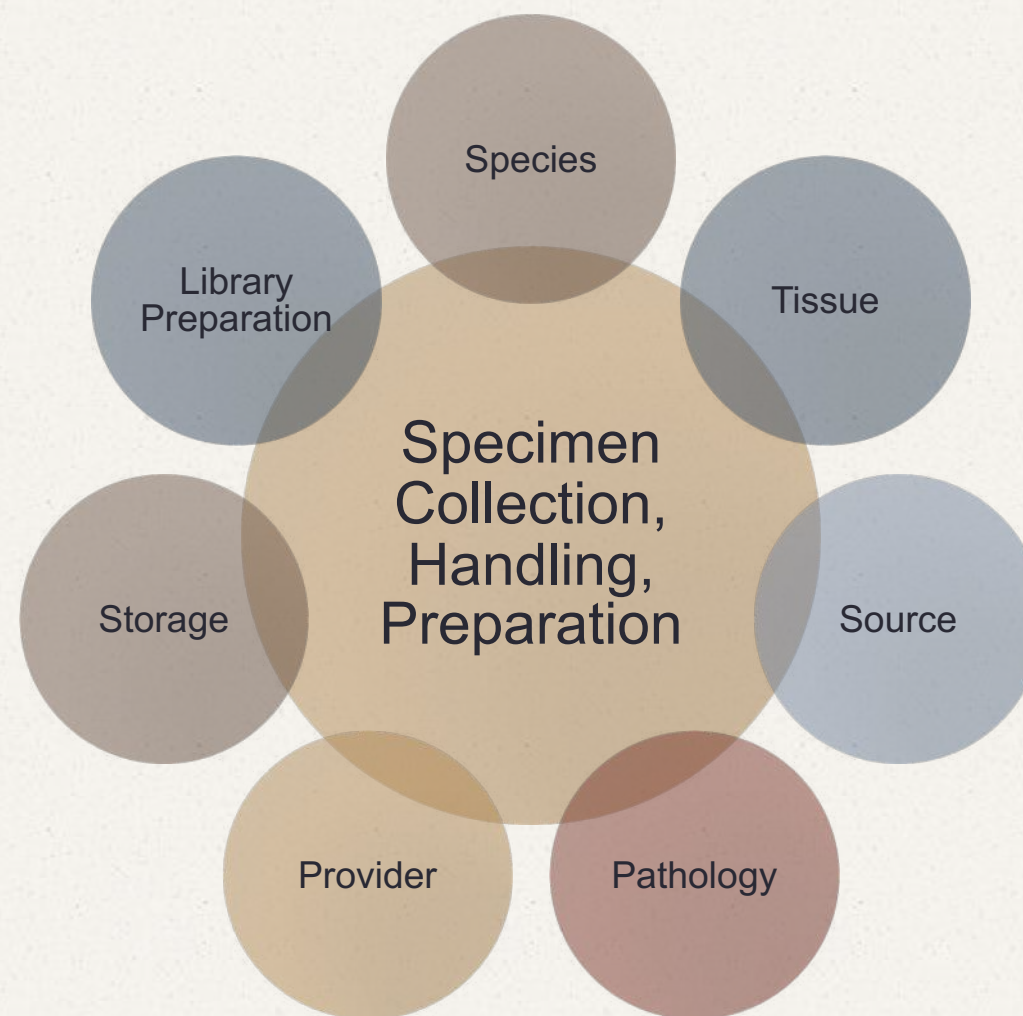 Species
Library
Preparation
Tissue
Specimen
Collection,
Handling,
Preparation
Storage
Source
Provider
Pathology